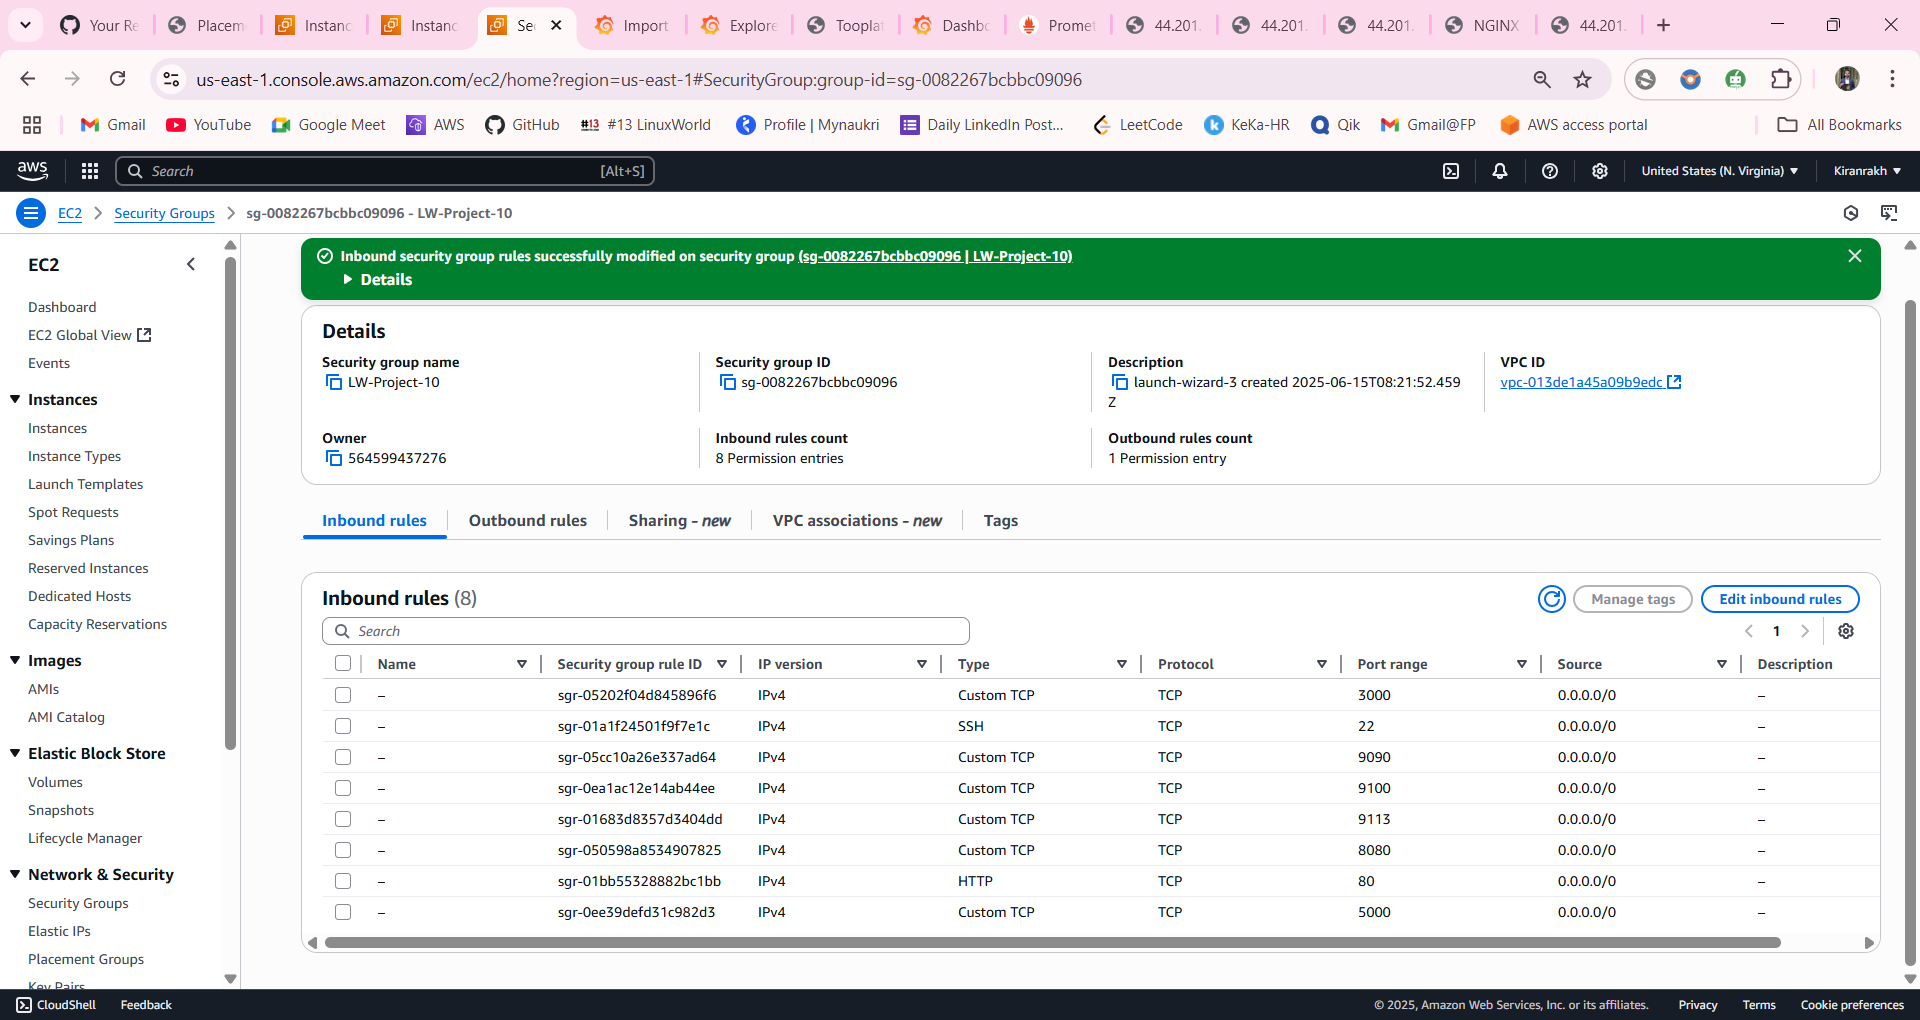 Your Re
Placem
Instanc
Instanc
Se
Import
Explore
Tooplat
Dashbo
Promet
44.201.
44.201.
44.201.
NGINX
44.201.
us-east-1.console.aws.amazon.com/ec2/home?region=us-east-1#SecurityGroup:group-id=sg-0082267bcbbc09096
Gmail
YouTube
Google Meet
AWS
GitHub
#13 #13 LinuxWorld
Profile | Mynaukri
Daily LinkedIn Post...
LeetCode
KeKa-HR
Qik
Gmail@FP
AWS access portal
All Bookmarks
aws
Search [Alt+S]
United States (N. Virginia)
Kiranrakh
EC2
Security Groups
sg-0082267bcbbc09096 - LW-Project-10
EC2
Dashboard
EC2 Global View
Events
Instances
Instances
Instance Types
Launch Templates
Spot Requests
Savings Plans
Reserved Instances
Dedicated Hosts
Capacity Reservations
Images
AMIs
AMI Catalog
Elastic Block Store
Volumes
Snapshots
Lifecycle Manager
Network & Security
Security Groups
Elastic IPs
Placement Groups
Key Pairs
Inbound security group rules successfully modified on security group (sg-0082267bcbbc09096 | LW-Project-10)
Details
Details
Security group name
LW-Project-10
Security group ID
sg-0082267bcbbc09096
Description
launch-wizard-3 created 2025-06-15T08:21:52.459
Z
VPC ID
vpc-013de1a45a09b9edc
Owner
564599437276
Inbound rules count
8 Permission entries
Outbound rules count
1 Permission entry
Inbound rules
Outbound rules
Sharing - new
VPC associations - new
Tags
Inbound rules (8)
Manage tags
Edit inbound rules
Search
1
Name Security group rule ID IP version Type Protocol Port range Source Description
– sgr-05202f04d845896f6 IPv4 Custom TCP TCP 3000 0.0.0.0/0 –
– sgr-01a1f24501f9f7e1c IPv4 SSH TCP 22 0.0.0.0/0 –
– sgr-05cc10a26e337ad64 IPv4 Custom TCP TCP 9090 0.0.0.0/0 –
– sgr-0ea1ac12e14ab44ee IPv4 Custom TCP TCP 9100 0.0.0.0/0 –
– sgr-01683d8357d3404dd IPv4 Custom TCP TCP 9113 0.0.0.0/0 –
– sgr-050598a8534907825 IPv4 Custom TCP TCP 8080 0.0.0.0/0 –
– sgr-01bb55328882bc1bb IPv4 HTTP TCP 80 0.0.0.0/0 –
– sgr-0ee39defd31c982d3 IPv4 Custom TCP TCP 5000 0.0.0.0/0 –
CloudShell
Feedback
© 2025, Amazon Web Services, Inc. or its affiliates.
Privacy
Terms
Cookie preferences